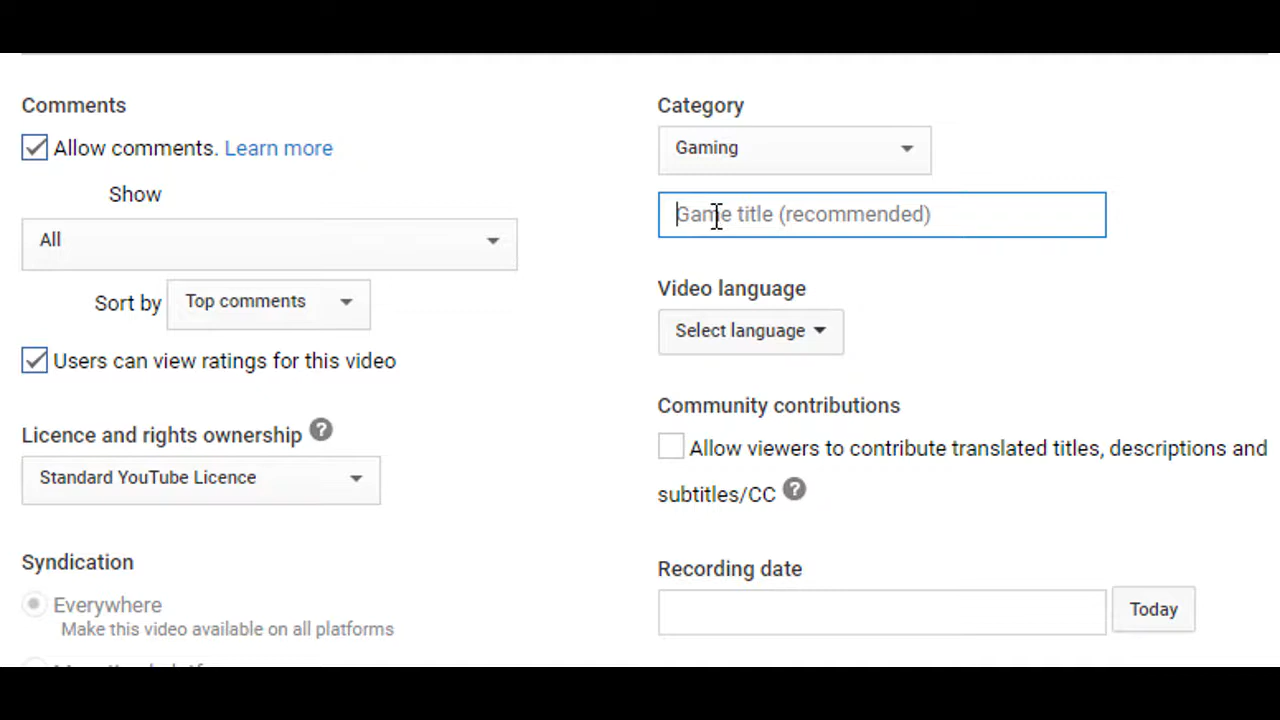 Comments
Allow comments. Learn more
Show
All
Sort by Top comments
Users can view ratings for this video
Licence and rights ownership ?
Standard YouTube Licence
Syndication
Everywhere
Make this video available on all platforms
Category
Gaming
Game title (recommended)
Video language
Select language
Community contributions
Allow viewers to contribute translated titles, descriptions and
subtitles/CC ?
Recording date
Today